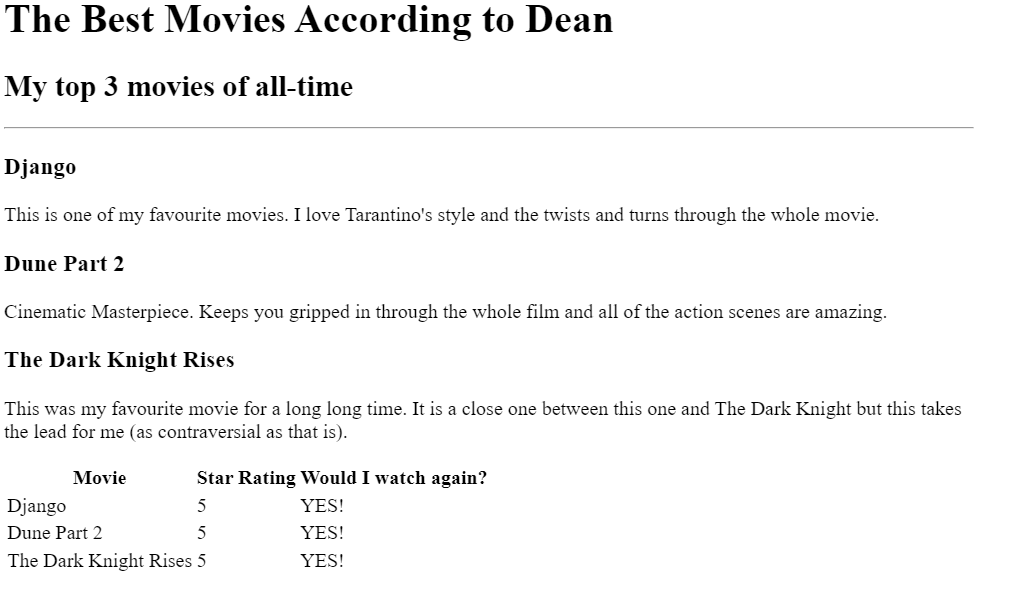 The Best Movies According to Dean
My top 3 movies of all-time
Django
This is one of my favourite movies. I love Tarantino's style and the twists and turns through the whole movie.
Dune Part 2
Cinematic Masterpiece. Keeps you gripped in through the whole film and all of the action scenes are amazing.
The Dark Knight Rises
This was my favourite movie for a long long time. It is a close one between this one and The Dark Knight but this takes
the lead for me (as contraversial as that is).
Movie Star Rating Would I watch again?
Django 5 YES!
Dune Part 2 5 YES!
The Dark Knight Rises 5 YES!